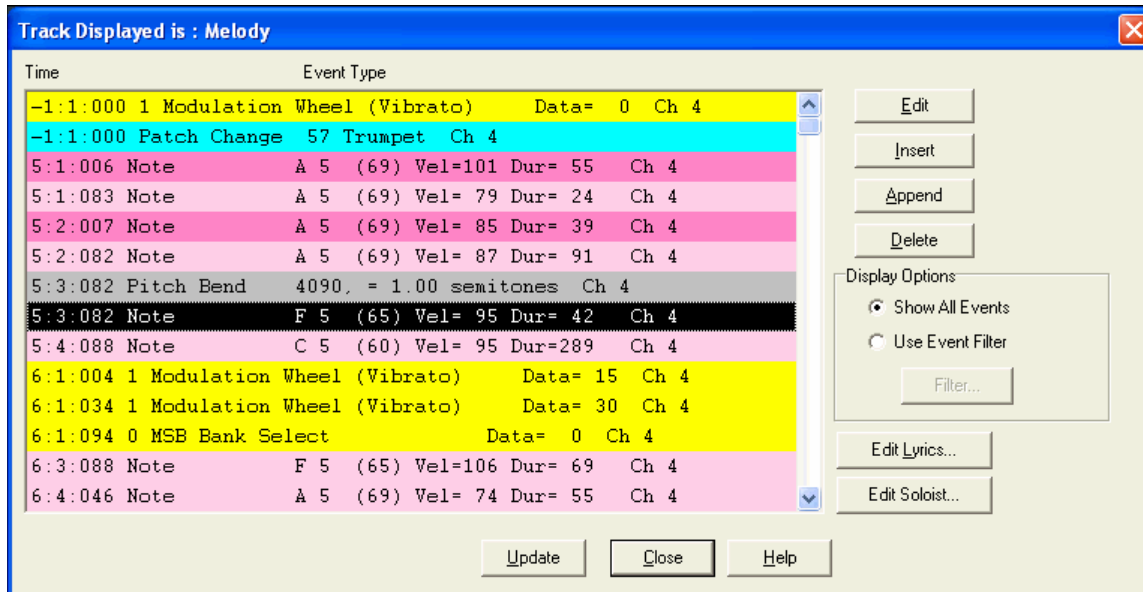 Track Displayed is : Melody
Time Event Type
-1:1:000 1 Modulation Wheel (Vibrato) Data= 0 Ch 4
-1:1:000 Patch Change 57 Trumpet Ch 4
5:1:006 Note A 5 (69) Vel=101 Dur= 55 Ch 4
5:1:083 Note A 5 (69) Vel= 79 Dur= 24 Ch 4
5:2:007 Note A 5 (69) Vel= 85 Dur= 39 Ch 4
5:2:082 Note A 5 (69) Vel= 87 Dur= 91 Ch 4
5:3:082 Pitch Bend 4090, = 1.00 semitones Ch 4
5:3:082 Note F 5 (65) Vel= 95 Dur= 42 Ch 4
5:4:088 Note C 5 (60) Vel= 95 Dur=289 Ch 4
6:1:004 1 Modulation Wheel (Vibrato) Data= 15 Ch 4
6:1:034 1 Modulation Wheel (Vibrato) Data= 30 Ch 4
6:1:094 0 MSB Bank Select Data= 0 Ch 4
6:3:088 Note F 5 (65) Vel=106 Dur= 69 Ch 4
6:4:046 Note A 5 (69) Vel= 74 Dur= 55 Ch 4
Edit
Insert
Append
Delete
Display Options
Show All Events
Use Event Filter
Filter...
Edit Lyrics...
Edit Soloist...
Update Close Help